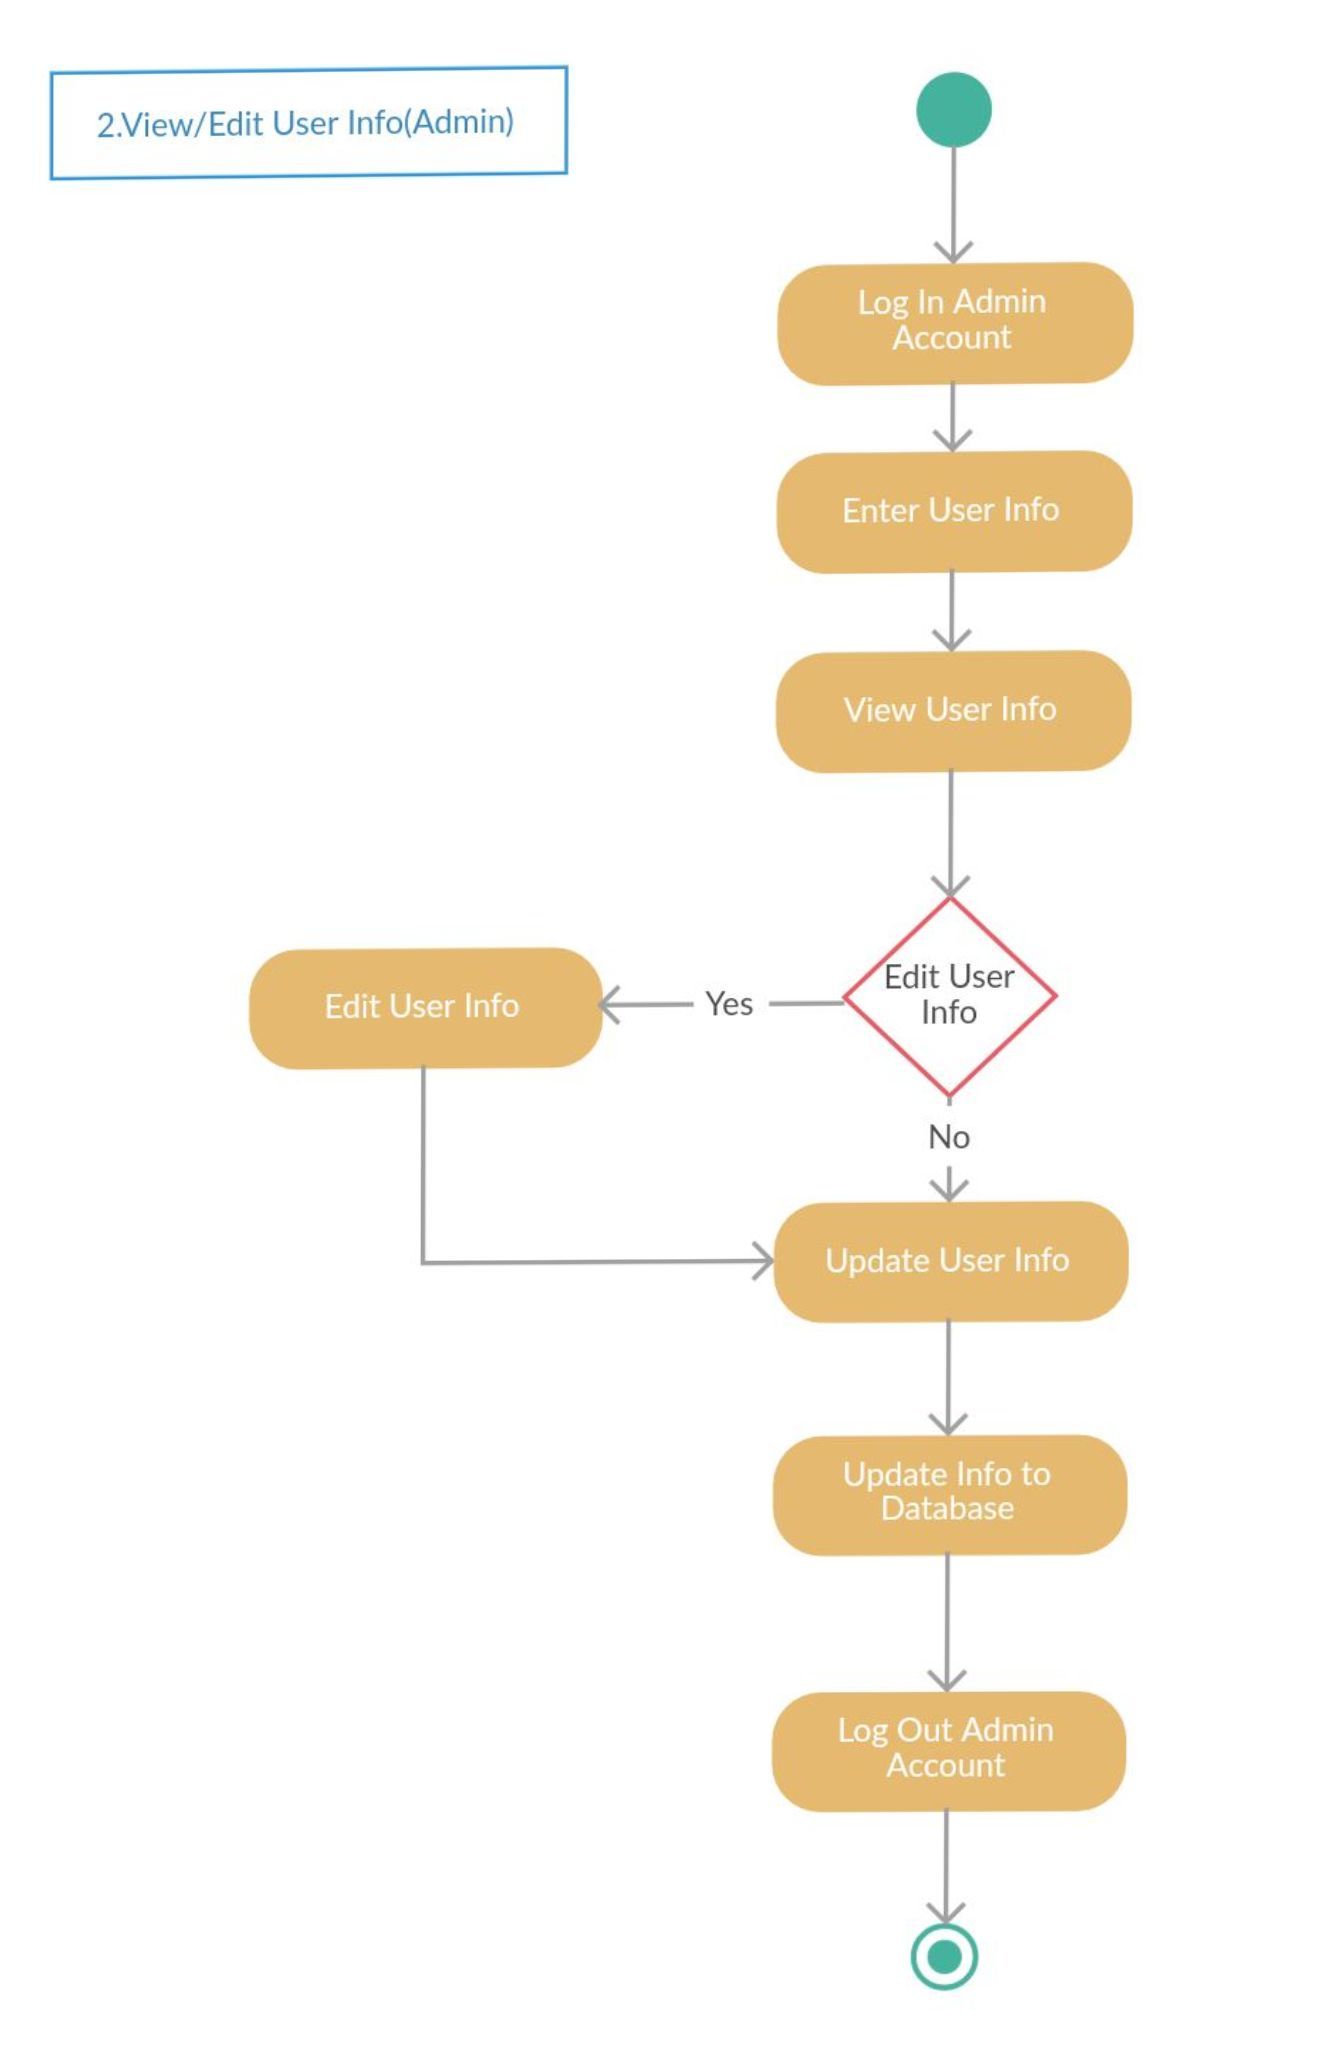 2.View/Edit User Info(Admin)
Log In Admin
Account
Enter User Info
View User Info
Edit User
Info
Yes
Edit User Info
No
Update User Info
Update Info to
Database
Log Out Admin
Account